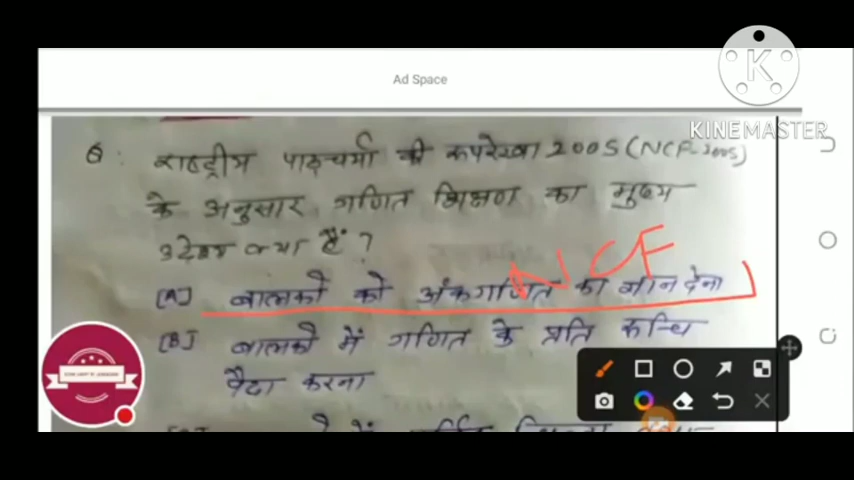 Ad Space
KINEMASTER
Q. राष्ट्रीय पाठ्यचर्या की रूपरेखा 2005 (NCF-2005)
के अनुसार गणित शिक्षण का मुख्य
उद्देश्य क्या हैं ?
NCF
[A] बालको को अंकगणित का ज्ञान देना
[B] बालको में गणित के प्रति रूचि
पैदा करना